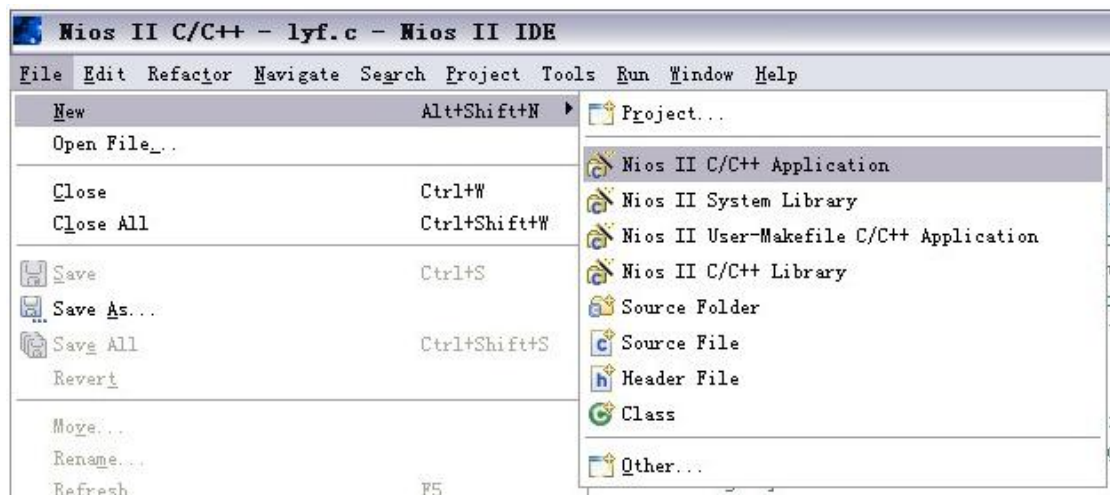 Nios II C/C++ - lyf.c - Nios II IDE
File Edit Refactor Navigate Search Project Tools Run Window Help
New Alt+Shift+N
Open File...
Close Ctrl+W
Close All Ctrl+Shift+W
Save Ctrl+S
Save As...
Save All Ctrl+Shift+S
Revert
Move...
Rename...
Refresh F5
Project...
Nios II C/C++ Application
Nios II System Library
Nios II User-Makefile C/C++ Application
Nios II C/C++ Library
Source Folder
Source File
Header File
Class
Other...